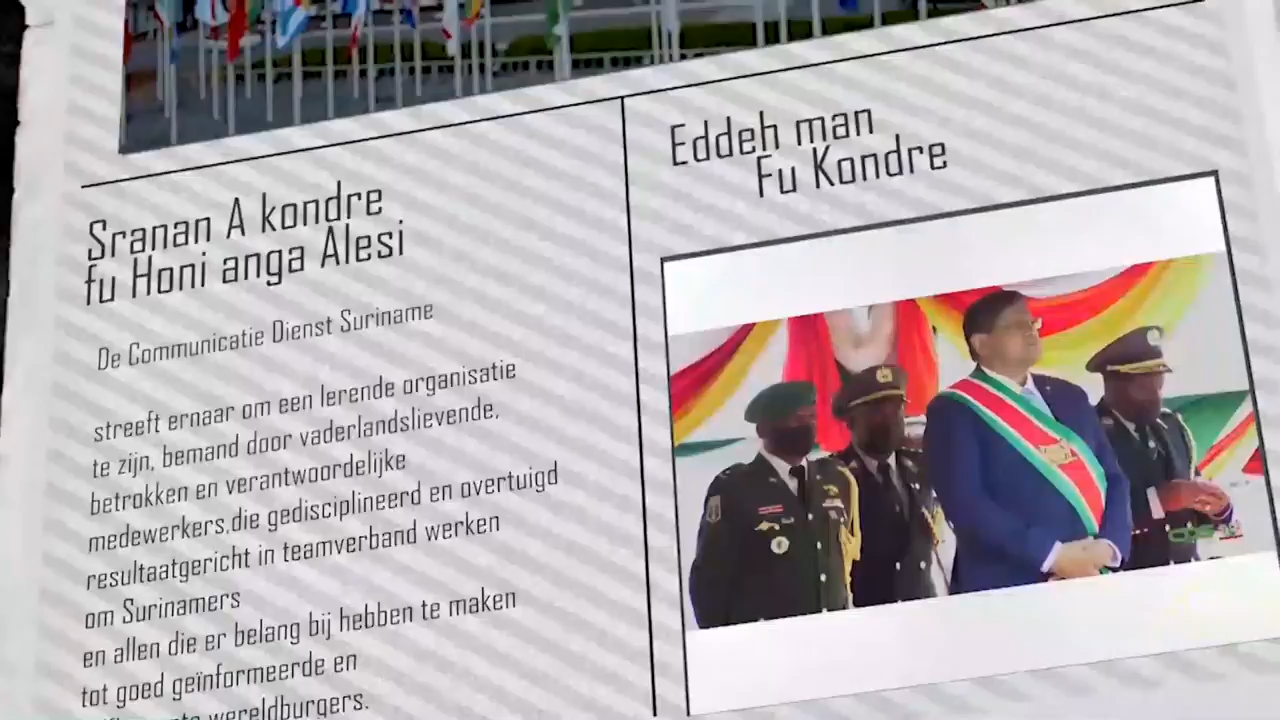 Sranan A kondre
fu Honi anga Alesi
De Communicatie Dienst Suriname
streeft ernaar om een lerende organisatie
te zijn, bemand door vaderlandslievende,
betrokken en verantwoordelijke
medewerkers,die gedisciplineerd en overtuigd
resultaatgericht in teamverband werken
om Surinamers
en allen die er belang bij hebben te maken
tot goed geïnformeerde en
wereldburgers.
Eddeh man
Fu Kondre